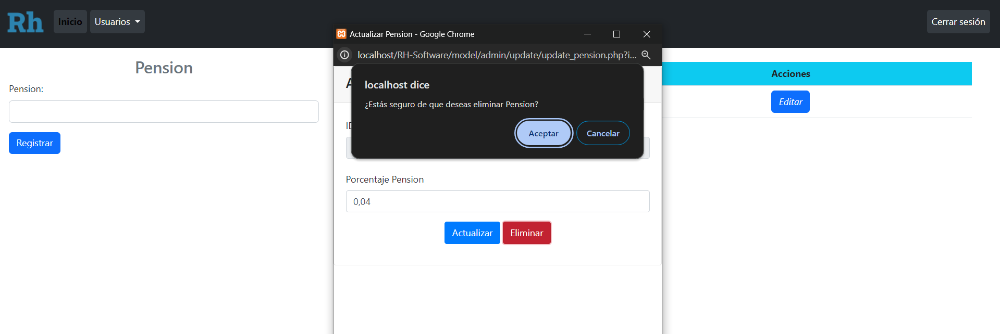 Rh
Inicio
Usuarios
Cerrar sesión
Pension
Pension:
Registrar
Actualizar Pension - Google Chrome
localhost/RH-Software/model/admin/update/update_pension.php?i...
localhost dice
¿Estás seguro de que deseas eliminar Pension?
Aceptar
Cancelar
Porcentaje Pension
0,04
Actualizar
Eliminar
Acciones
Editar